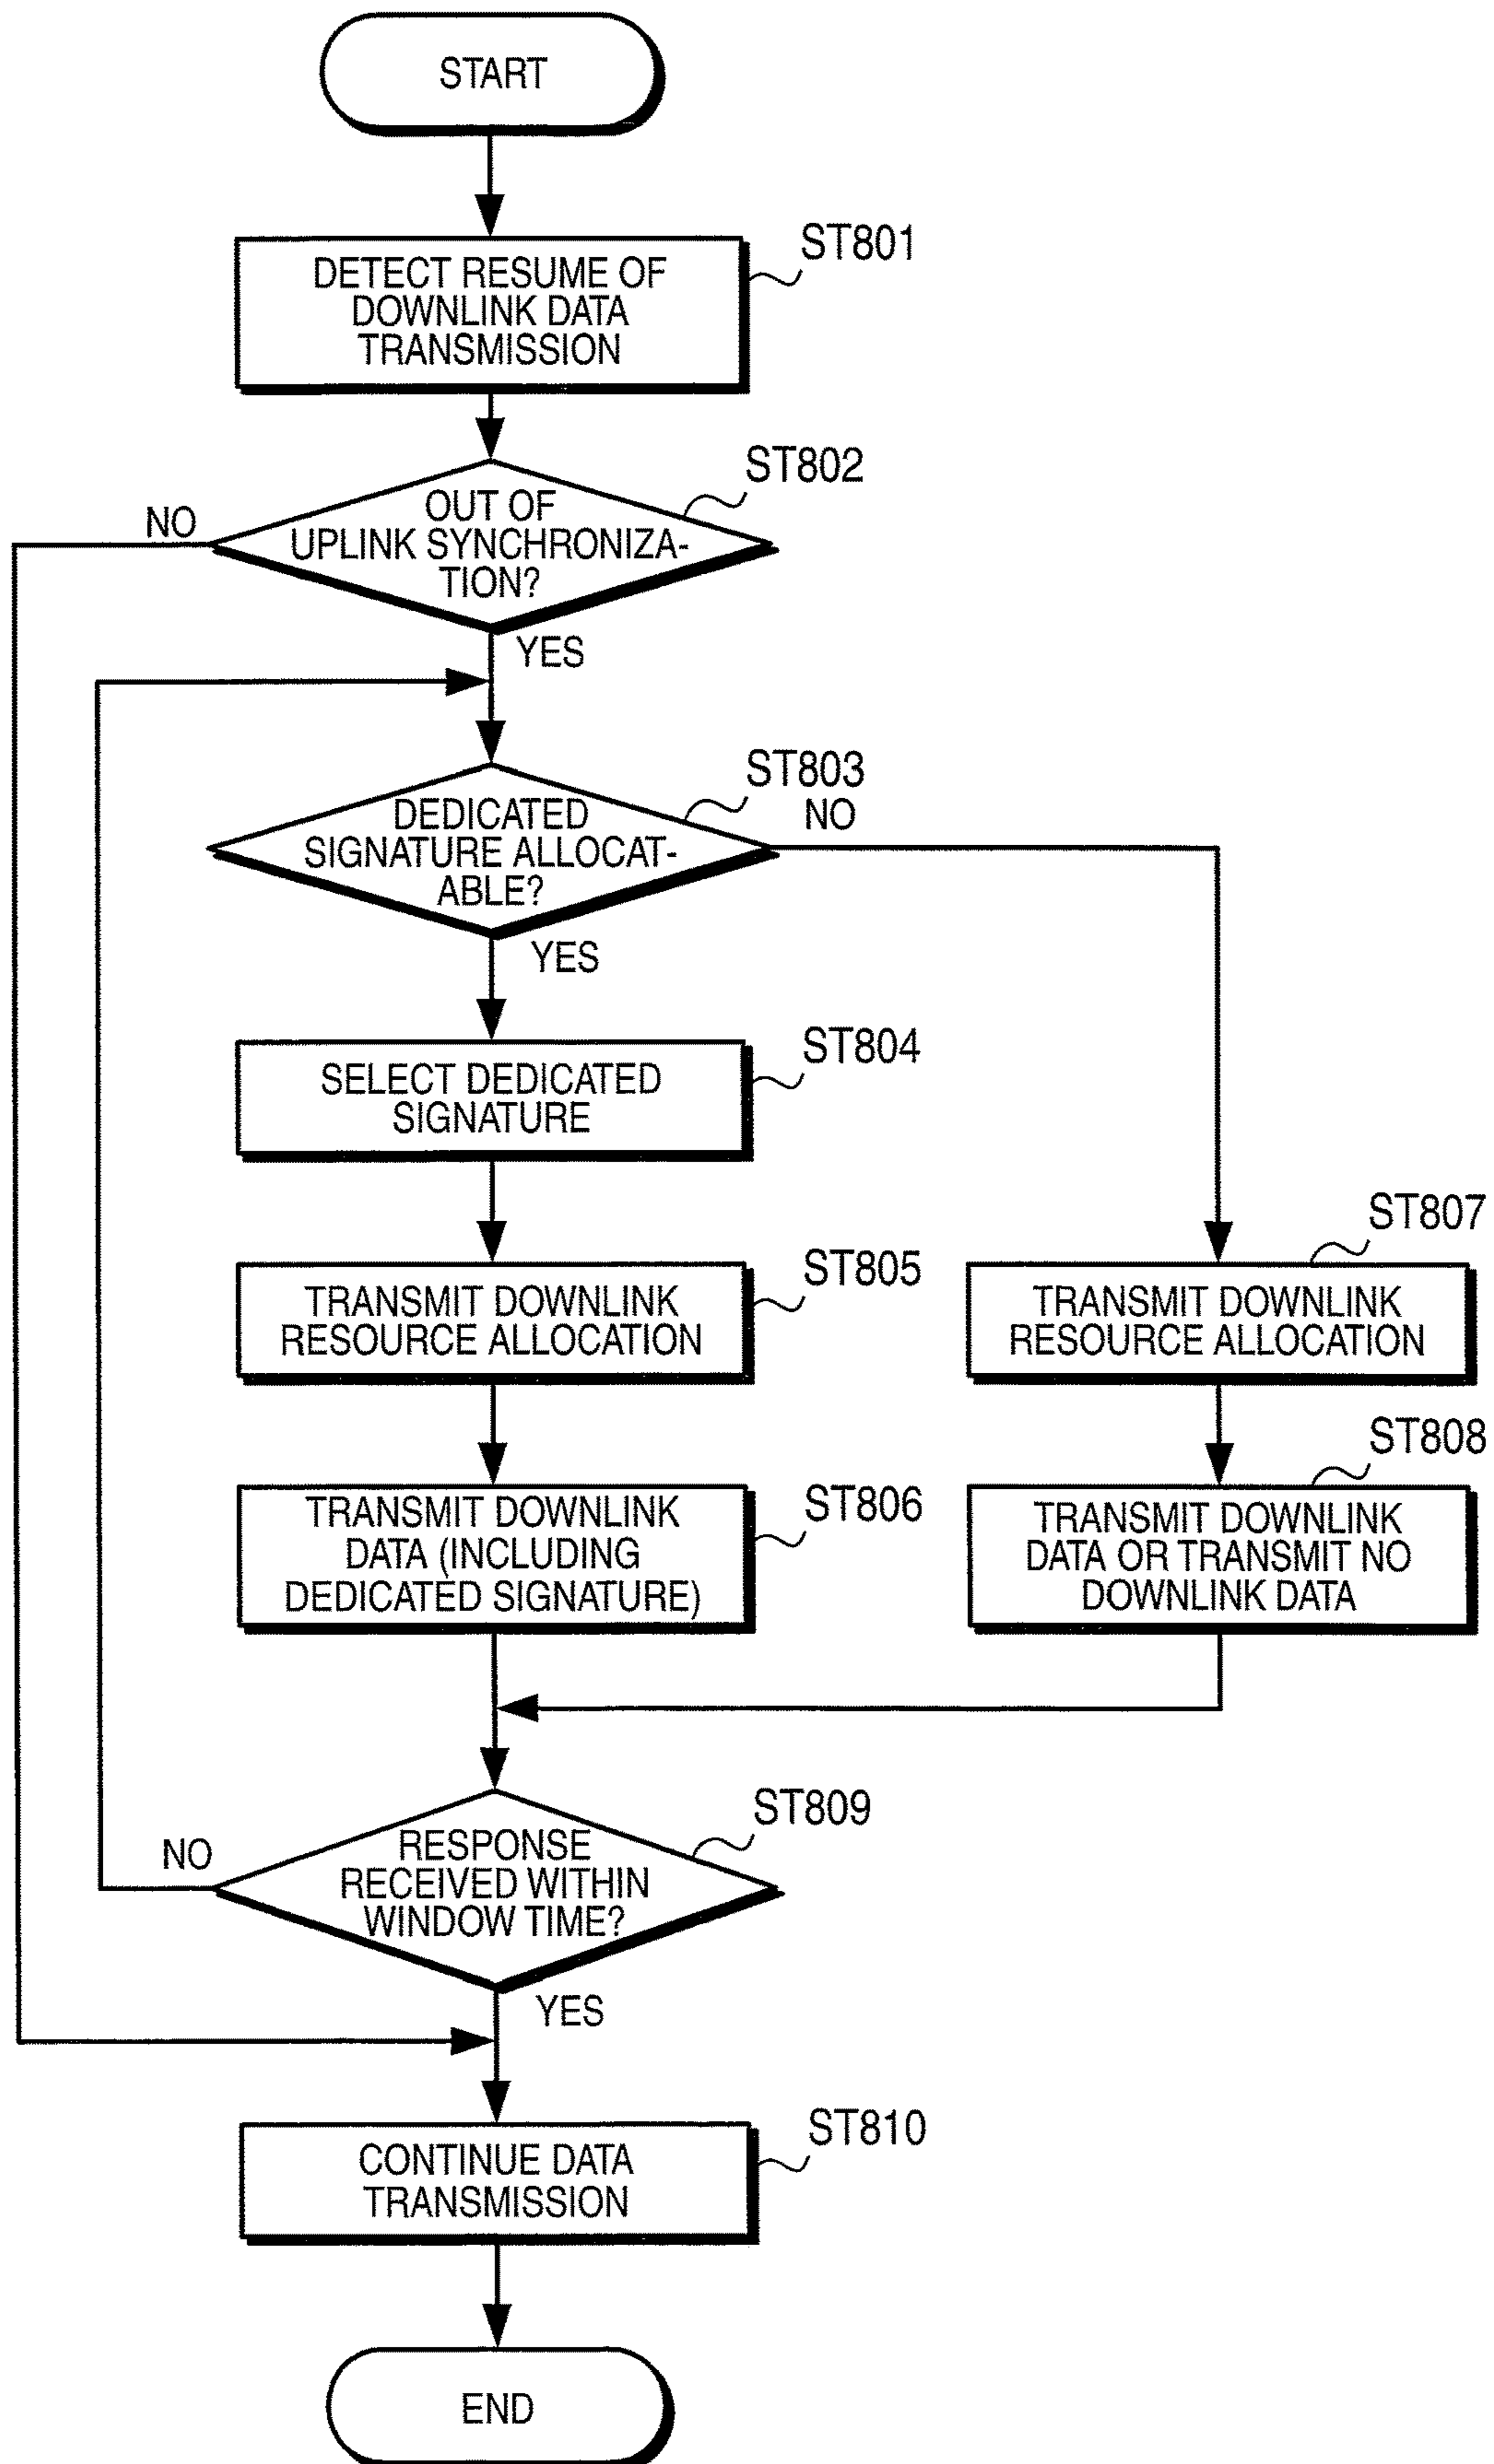 START
ST801
DETECT RESUME OF
DOWNLINK DATA
TRANSMISSION
ST802
NO
OUT OF
UPLINK SYNCHRONIZA-
TION?
YES
ST803
NO
DEDICATED
SIGNATURE ALLOCAT-
ABLE?
YES
ST804
SELECT DEDICATED
SIGNATURE
ST805
TRANSMIT DOWNLINK
RESOURCE ALLOCATION
ST807
TRANSMIT DOWNLINK
RESOURCE ALLOCATION
ST806
TRANSMIT DOWNLINK
DATA (INCLUDING
DEDICATED SIGNATURE)
ST808
TRANSMIT DOWNLINK
DATA OR TRANSMIT NO
DOWNLINK DATA
ST809
NO
RESPONSE
RECEIVED WITHIN
WINDOW TIME?
YES
ST810
CONTINUE DATA
TRANSMISSION
END